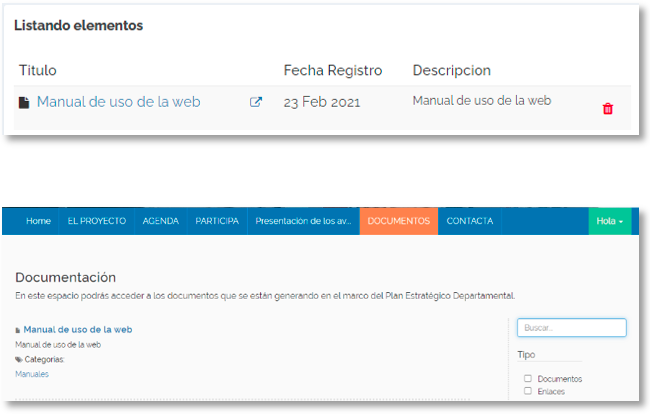 Listando elementos
Titulo Fecha Registro Descripcion
Manual de uso de la web 23 Feb 2021 Manual de uso de la web
Home EL PROYECTO AGENDA PARTICIPA Presentación de los av... DOCUMENTOS CONTACTA Hola
Documentación
En este espacio podrás acceder a los documentos que se están generando en el marco del Plan Estratégico Departamental.
Manual de uso de la web
Buscar...
Manual de uso de la web
Categorías:
Tipo
Manuales
Documentos
Enlaces